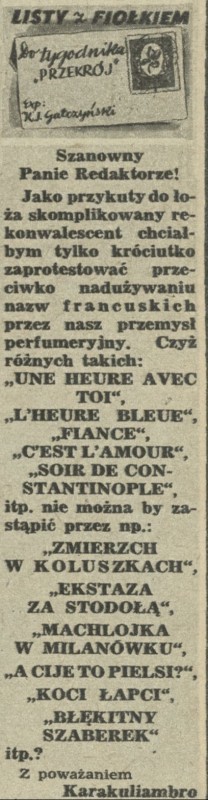 LISTY z FIOŁKIEM
Do tygodnika
"PRZEKRÓJ"
exp:
K.I. Gałczyński
Szanowny
Panie Redaktorze!
Jako przykuty do ło-
ża skomplikowany re-
konwalescent chciał-
bym tylko króciutko
zaprotestować prze-
ciwko nadużywaniu
nazw francuskich
przez nasz przemysł
perfumeryjny. Czyż
różnych takich:
„UNE HEURE AVEC
TOI",
„L'HEURE BLEUE",
„FIANCE",
„C'EST L'AMOUR",
„SOIR DE CON-
STANTINOPLE",
itp. nie można by za-
stąpić przez np.:
„ZMIERZCH
W KOLUSZKACH",
„EKSTAZA
ZA STODOŁĄ",
„MACHLOJKA
W MILANÓWKU",
„A CIJE TO PIELSI?",
„KOCI ŁAPCI",
„BŁĘKITNY
SZABEREK"
itp.?
Z poważaniem
Karakuliambro